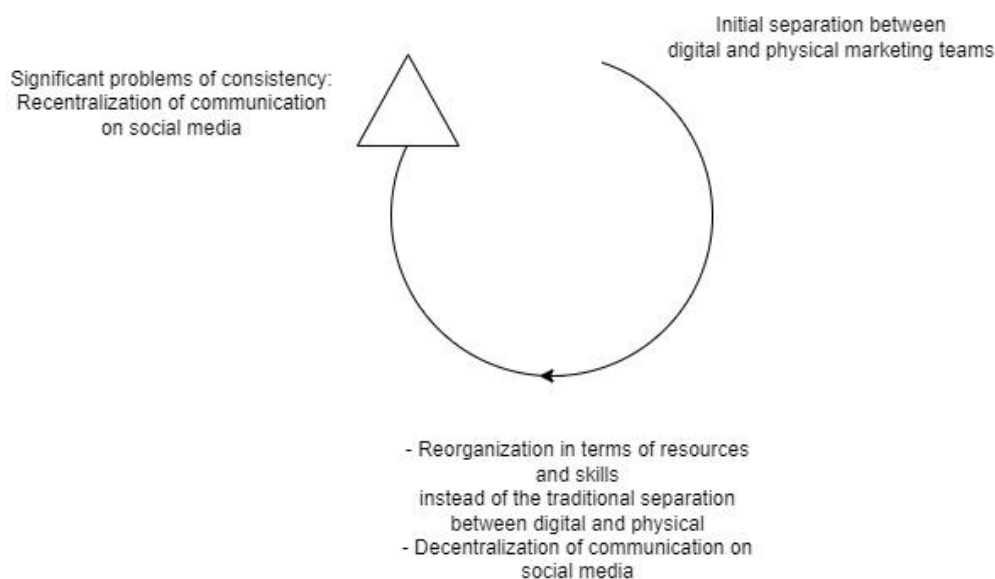 Initial separation between
digital and physical marketing teams
Significant problems of consistency:
Recentralization of communication
on social media
- Reorganization in terms of resources
and skills
instead of the traditional separation
between digital and physical
- Decentralization of communication on
social media